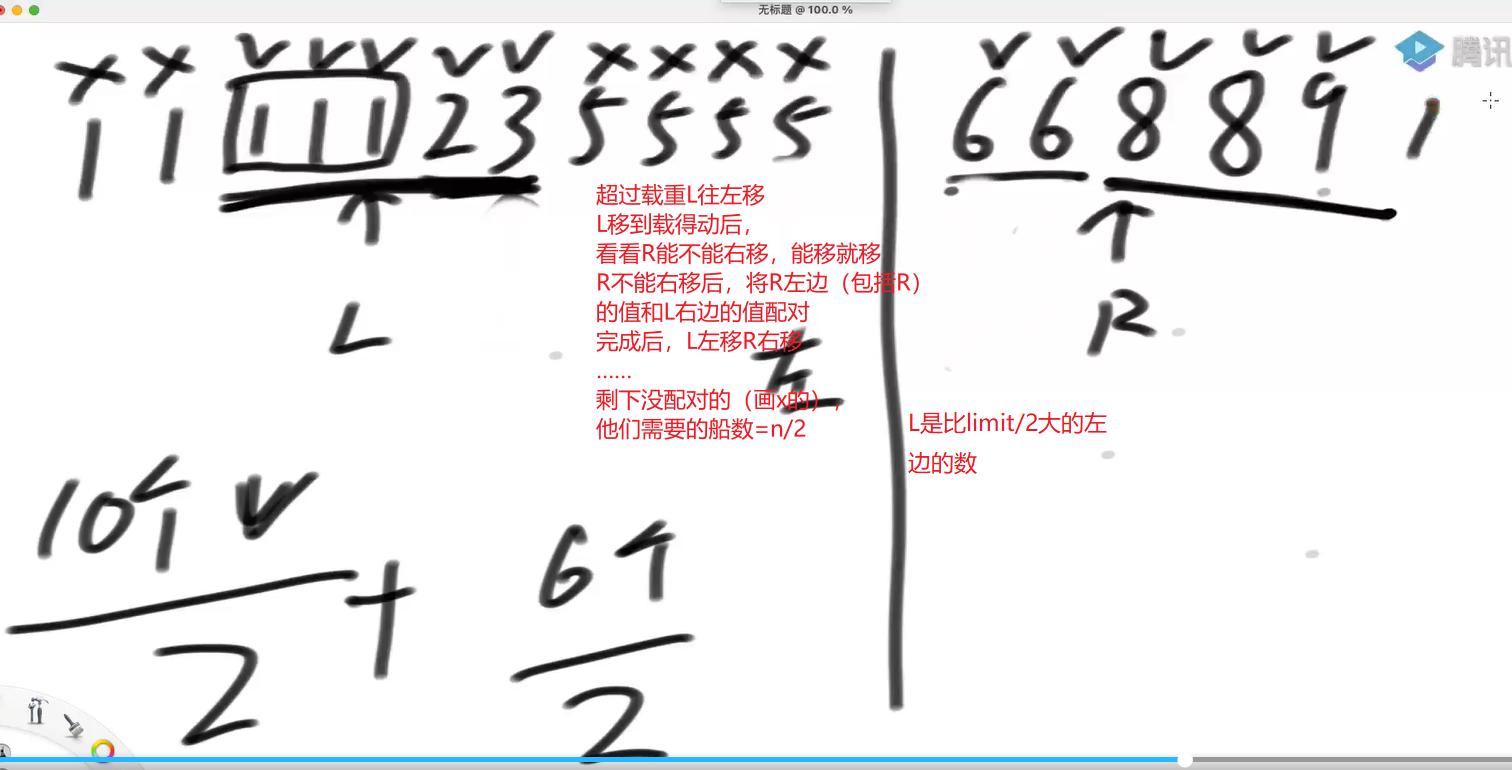 无标题 @ 100.0 %
腾讯
x x v v v v v x x x x
v v v v v
1 1 1 1 1 2 3 5 5 5 5
6 6 8 8 9 1
超过载重L往左移
L移到载得动后，
看看R能不能右移，能移就移
R不能右移后，将R左边（包括R）
的值和L右边的值配对
完成后，L左移R右移
......
剩下没配对的（画x的），
他们需要的船数=n/2
L
R
左
L是比limit/2大的左
边的数
10个 v
2
+
6个
2